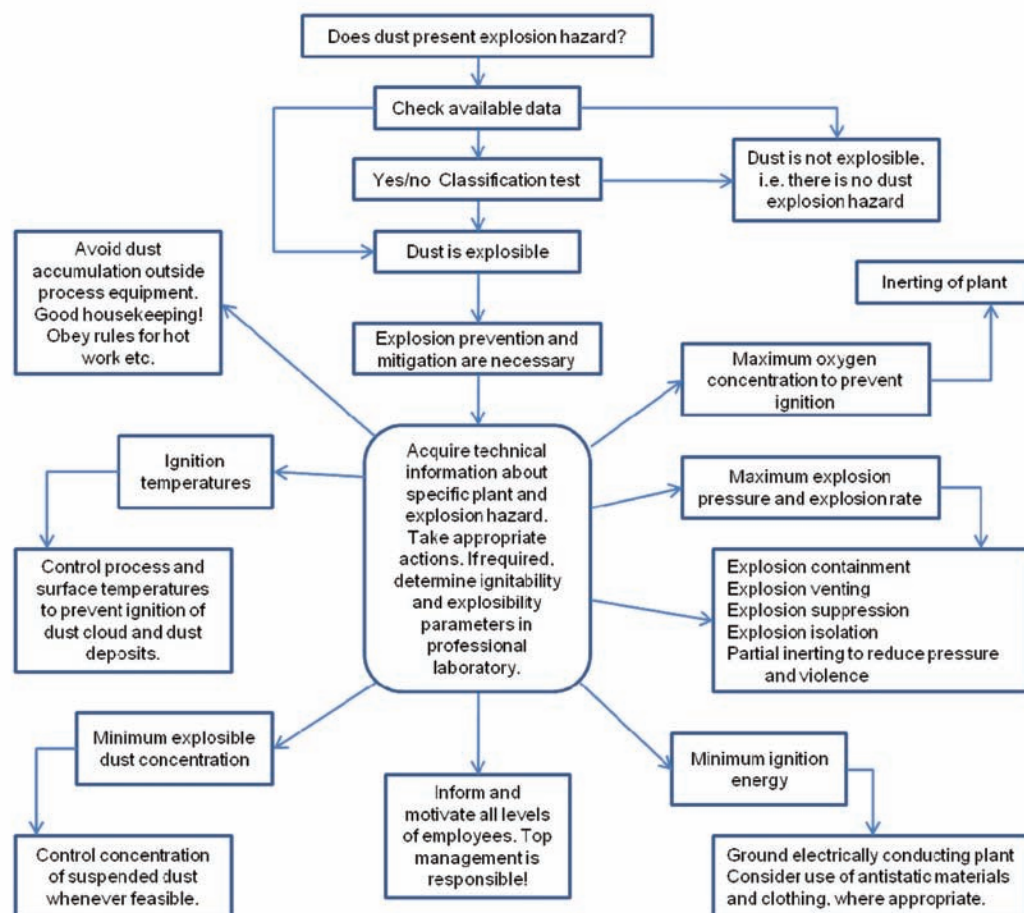 Does dust present explosion hazard?
Check available data
Yes/no Classification test
Dust is not explosible,
i.e. there is no dust
explosion hazard
Dust is explosible
Avoid dust
accumulation outside
process equipment.
Good housekeeping!
Obey rules for hot
work etc.
Inerting of plant
Explosion prevention and
mitigation are necessary
Maximum oxygen
concentration to prevent
ignition
Acquire technical
information about
specific plant and
explosion hazard.
Take appropriate
actions. If required,
determine ignitability
and explosibility
parameters in
professional
laboratory.
Ignition
temperatures
Maximum explosion
pressure and explosion rate
Control process and
surface temperatures
to prevent ignition of
dust cloud and dust
deposits.
Explosion containment
Explosion venting
Explosion suppression
Explosion isolation
Partial inerting to reduce pressure
and violence
Minimum explosible
dust concentration
Minimum ignition
energy
Inform and
motivate all levels
of employees. Top
management is
responsible!
Control concentration
of suspended dust
whenever feasible.
Ground electrically conducting plant
Consider use of antistatic materials
and clothing, where appropriate.